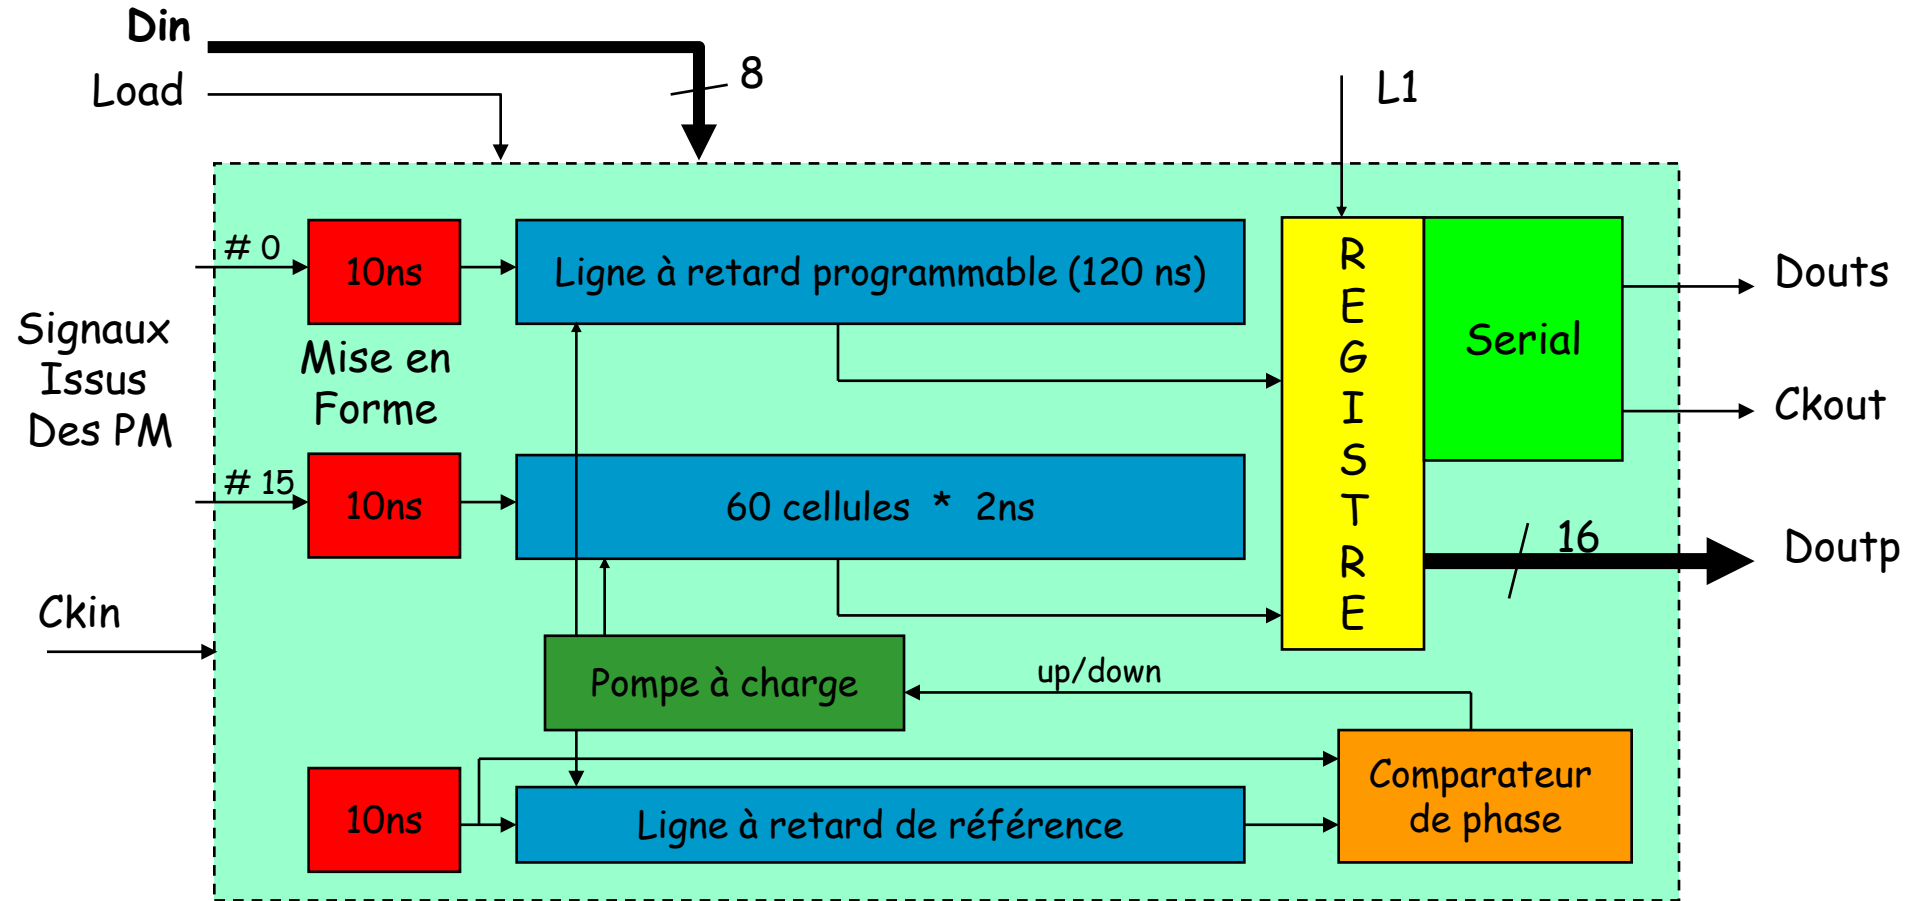 Din
Load
8
L1
# 0
10ns
Ligne à retard programmable (120 ns)
REGISTRE
Serial
Douts
Signaux
Issus
Des PM
Mise en
Forme
Ckout
# 15
10ns
60 cellules * 2ns
16
Doutp
Ckin
Pompe à charge
up/down
10ns
Ligne à retard de référence
Comparateur
de phase